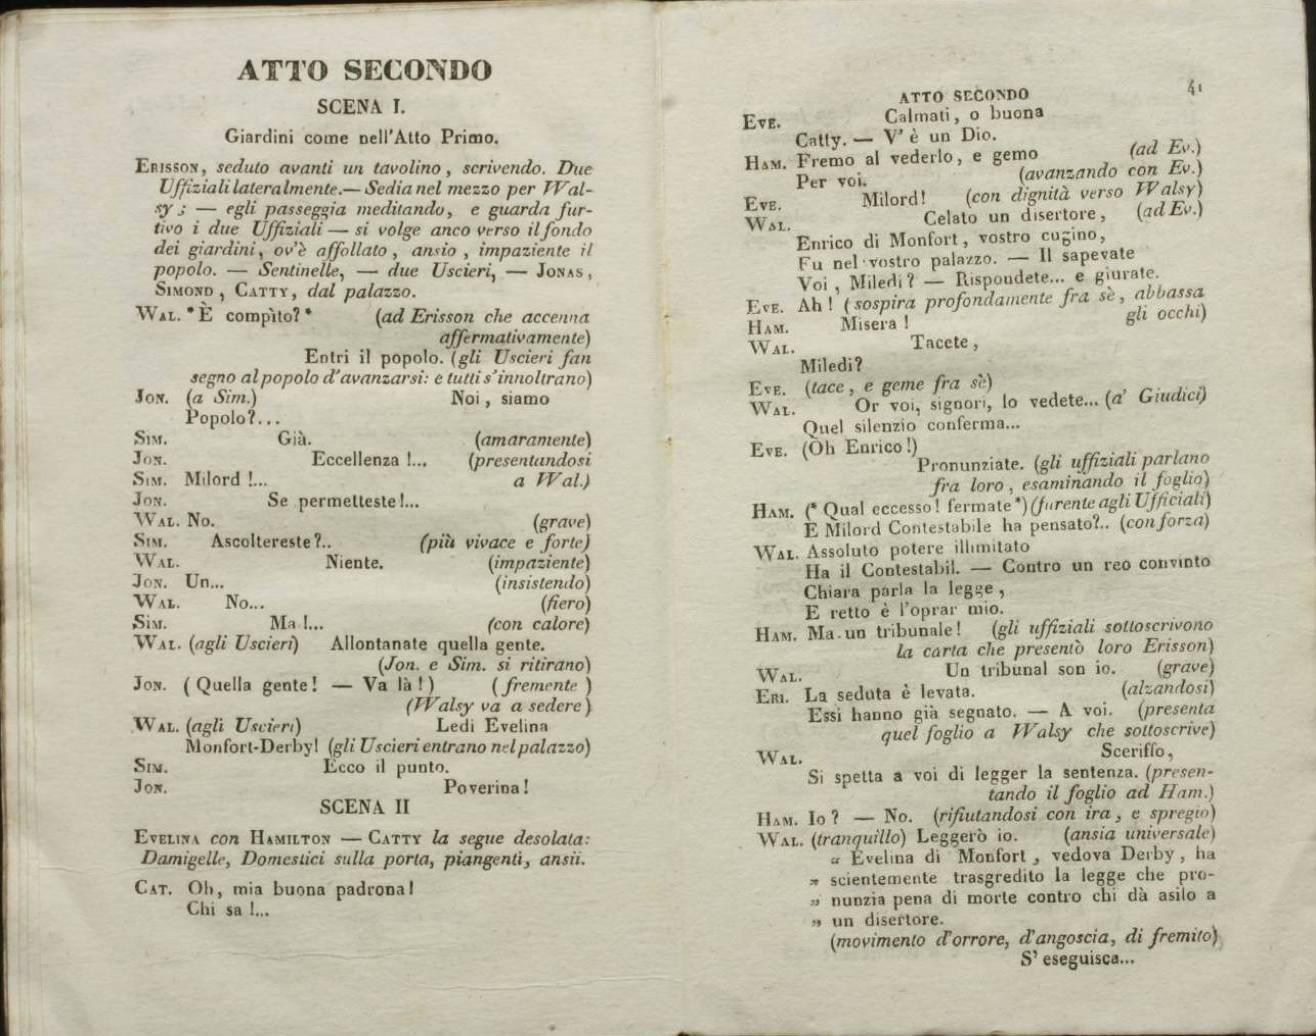 ATTO SECONDO
SCENA I.
Giardini come nell'Atto Primo.
ERISSON, seduto avanti un tavolino, scrivendo. Due
Uffiziali lateralmente.— Sedia nel mezzo per Wal-
sy; — egli passeggia meditando, e guarda fur-
tivo i due Uffiziali — si volge anco verso il fondo
dei giardini, ov'è affollato, ansio, impaziente il
popolo. — Sentinelle, — due Uscieri, — JONAS,
SIMOND, CATTY, dal palazzo.
WAL. * È compìto? * (ad Erisson che accenna
affermativamente)
Entri il popolo. (gli Uscieri fan
segno al popolo d'avanzarsi: e tutti s'innoltrano)
JON. (a Sim.) Noi, siamo
Popolo?...
SIM. Già. (amaramente)
JON. Eccellenza!... (presentandosi
SIM. Milord!... a Wal.)
JON. Se permetteste!...
WAL. No. (grave)
SIM. Ascoltereste?.. (più vivace e forte)
WAL. Niente. (impaziente)
JON. Un... (insistendo)
WAL. No... (fiero)
SIM. Ma!... (con calore)
WAL. (agli Uscieri) Allontanate quella gente.
(Jon. e Sim. si ritirano)
JON. (Quella gente! — Va là!) (fremente)
(Walsy va a sedere)
WAL. (agli Uscieri) Ledi Evelina
Monfort-Derby! (gli Uscieri entrano nel palazzo)
SIM. Ecco il punto.
JON. Poverina!
SCENA II
EVELINA con HAMILTON — CATTY la segue desolata:
Damigelle, Domestici sulla porta, piangenti, ansii.
CAT. Oh, mia buona padrona!
Chi sa!...
ATTO SECONDO 41
EVE. Calmati, o buona
Catty. — V' è un Dio.
HAM. Fremo al vederlo, e gemo (ad Ev.)
Per voi. (avanzando con Ev.)
EVE. Milord! (con dignità verso Walsy)
WAL. Celato un disertore, (ad Ev.)
Enrico di Monfort, vostro cugino,
Fu nel vostro palazzo. — Il sapevate
Voi, Miledi? — Rispondete... e giurate.
EVE. Ah! (sospira profondamente fra sè, abbassa
HAM. Misera! gli occhi)
WAL. Tacete,
Miledi?
EVE. (tace, e geme fra sè)
WAL. Or voi, signori, lo vedete... (a' Giudici)
Quel silenzio conferma...
EVE. (Oh Enrico!)
Pronunziate. (gli uffiziali parlano
fra loro, esaminando il foglio)
HAM. (* Qual eccesso! fermate *) (furente agli Ufficiali)
E Milord Contestabile ha pensato?.. (con forza)
WAL. Assoluto potere illimitato
Ha il Contestabil. — Contro un reo convinto
Chiara parla la legge,
E retto è l'oprar mio.
HAM. Ma un tribunale! (gli uffiziali sottoscrivono
la carta che presentò loro Erisson)
WAL. Un tribunal son io. (grave)
ERI. La seduta è levata. (alzandosi)
Essi hanno già segnato. — A voi. (presenta
quel foglio a Walsy che sottoscrive)
WAL. Sceriffo,
Si spetta a voi di legger la sentenza. (presen-
tando il foglio ad Ham.)
HAM. Io? — No. (rifiutandosi con ira, e spregio)
WAL. (tranquillo) Leggerò io. (ansia universale)
« Evelina di Monfort, vedova Derby, ha
» scientemente trasgredito la legge che pro-
» nunzia pena di morte contro chi dà asilo a
» un disertore.
(movimento d'orrore, d'angoscia, di fremito)
S' eseguisca...